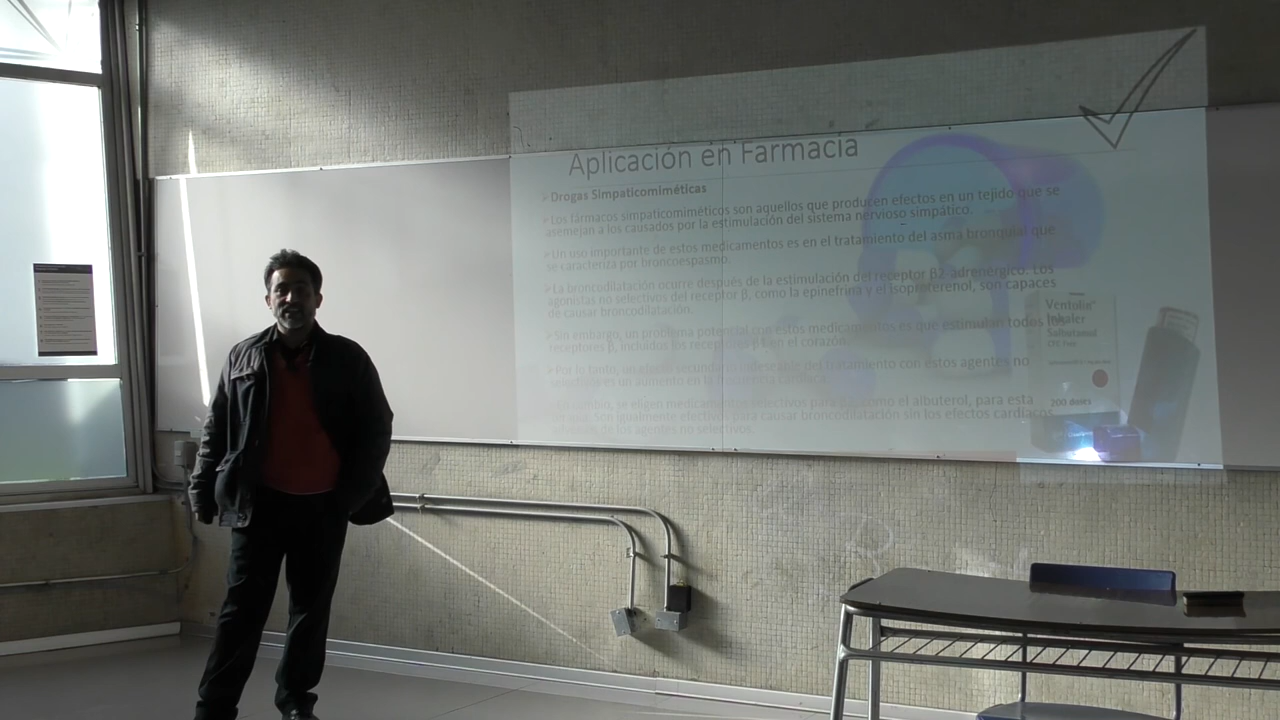 Aplicación en Farmacia
➢Drogas Simpaticomiméticas
➢Los fármacos simpaticomiméticos son aquellos que producen efectos en un tejido que se
asemejan a los causados por la estimulación del sistema nervioso simpático.
➢Un uso importante de estos medicamentos es en el tratamiento del asma bronquial que
se caracteriza por broncoespasmo.
➢La broncodilatación ocurre después de la estimulación del receptor β2-adrenérgico. Los
agonistas no selectivos del receptor β, como la epinefrina y el isoproterenol, son capaces
de causar broncodilatación.
➢Sin embargo, un problema potencial con estos medicamentos es que estimulan todos los
receptores β, incluidos los receptores β en el corazón.
➢Por lo tanto, un efecto secundario indeseable del tratamiento con estos agentes no
selectivos es un aumento en la frecuencia cardíaca.
cambio, se eligen medicamentos selectivos para como el albuterol, para esta
son igualmente efectivos para causar broncodilatación sin los efectos cardíacos
de los agentes no selectivos.
Ventolin
Inhaler
Salbutamol
CFC Free
200 doses